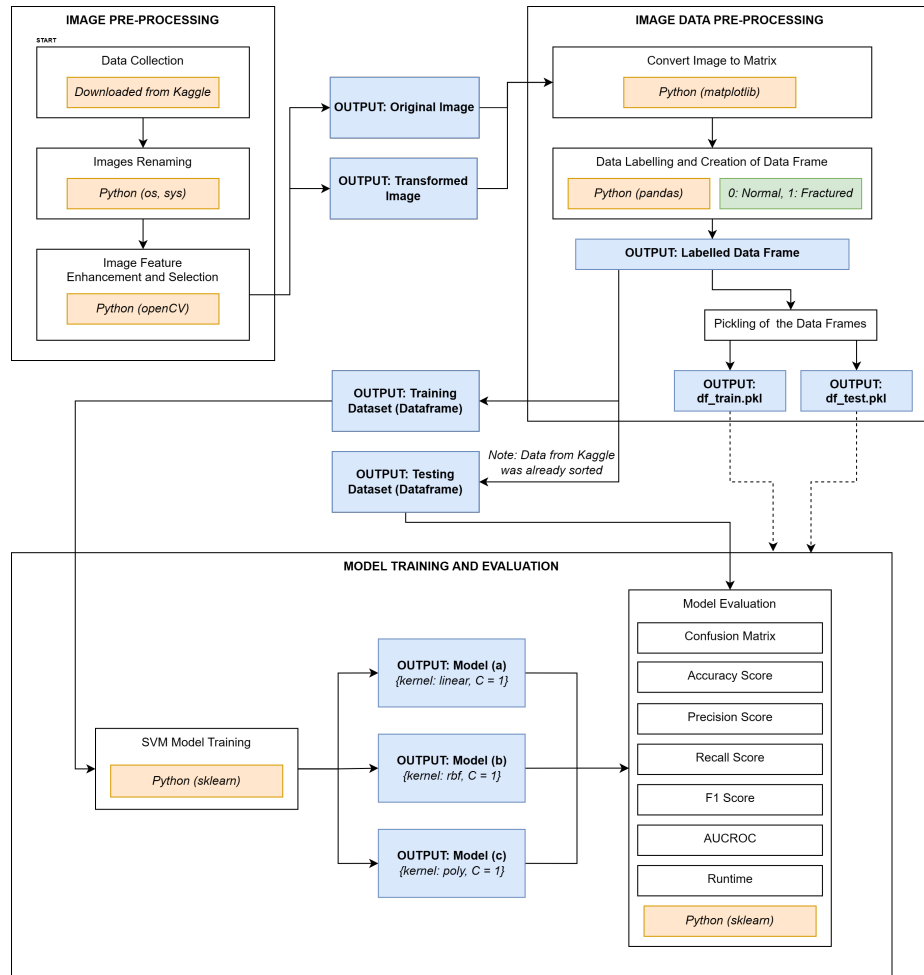 IMAGE PRE-PROCESSING
START
Data Collection
Downloaded from Kaggle
Images Renaming
Python (os, sys)
Image Feature
Enhancement and Selection
Python (openCV)
OUTPUT: Original Image
OUTPUT: Transformed
Image
IMAGE DATA PRE-PROCESSING
Convert Image to Matrix
Python (matplotlib)
Data Labelling and Creation of Data Frame
Python (pandas)
0: Normal, 1: Fractured
OUTPUT: Labelled Data Frame
Pickling of the Data Frames
OUTPUT:
df_train.pkl
OUTPUT:
df_test.pkl
OUTPUT: Training
Dataset (Dataframe)
Note: Data from Kaggle
was already sorted
OUTPUT: Testing
Dataset (Dataframe)
MODEL TRAINING AND EVALUATION
SVM Model Training
Python (sklearn)
OUTPUT: Model (a)
{kernel: linear, C = 1}
OUTPUT: Model (b)
{kernel: rbf, C = 1}
OUTPUT: Model (c)
{kernel: poly, C = 1}
Model Evaluation
Confusion Matrix
Accuracy Score
Precision Score
Recall Score
F1 Score
AUCROC
Runtime
Python (sklearn)